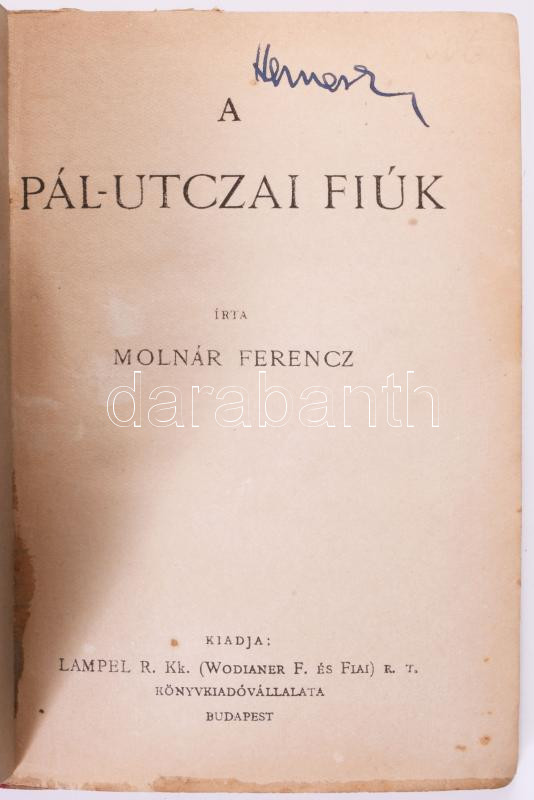 A
PÁL-UTCZAI FIÚK
ÍRTA
MOLNÁR FERENCZ
darabanth
KIADJA:
LAMPEL R. Kk. (WODIANER F. ÉS FIAI) R. T.
KÖNYVKIADÓVÁLLALATA
BUDAPEST